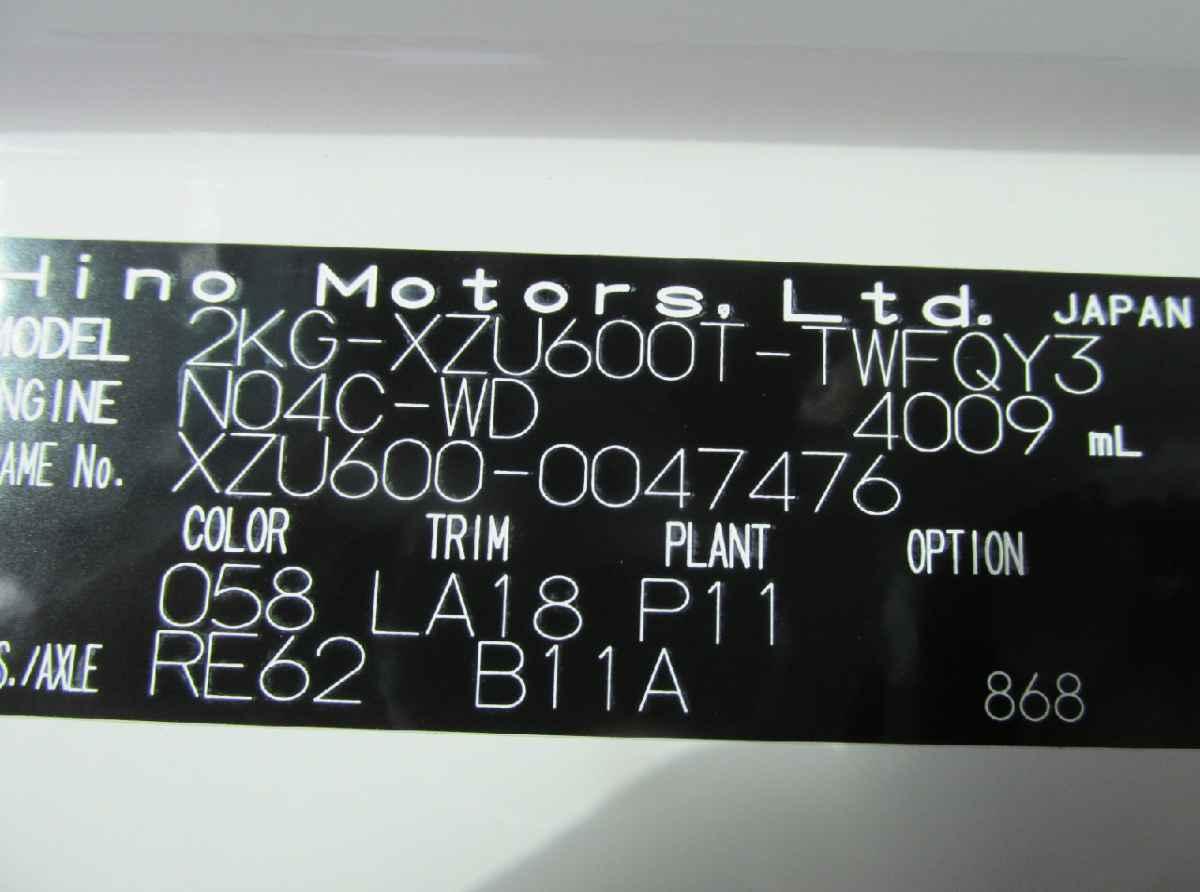 Hino Motors, Ltd. JAPAN
MODEL 2KG-XZU600T-TWFQY3
NGINE N04C-WD 4009 mL
AME No. XZU600-0047476
COLOR TRIM PLANT OPTION
058 LA18 P11
S./AXLE RE62 B11A 868